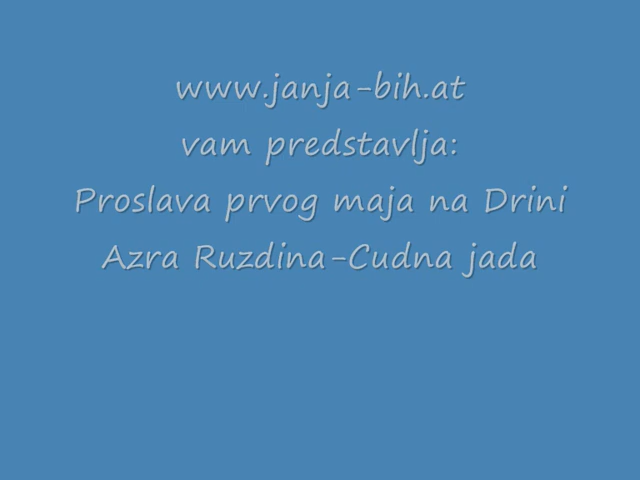 www.janja-bih.at
vam predstavlja:
Proslava prvog maja na Drini
Azra Ruzdina-Cudna jada